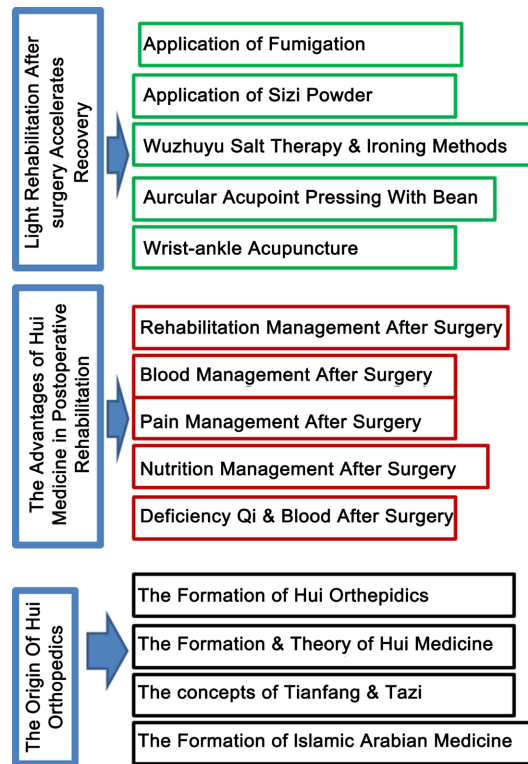 Light Rehabilitation After
surgery Accelerates
Recovery
Application of Fumigation
Application of Sizi Powder
Wuzhuyu Salt Therapy & Ironing Methods
Aurcular Acupoint Pressing With Bean
Wrist-ankle Acupuncture
The Advantages of Hui
Medicine in Postoperative
Rehabilitation
Rehabilitation Management After Surgery
Blood Management After Surgery
Pain Management After Surgery
Nutrition Management After Surgery
Deficiency Qi & Blood After Surgery
The Origin Of Hui
Orthopedics
The Formation of Hui Orthepidics
The Formation & Theory of Hui Medicine
The concepts of Tianfang & Tazi
The Formation of Islamic Arabian Medicine